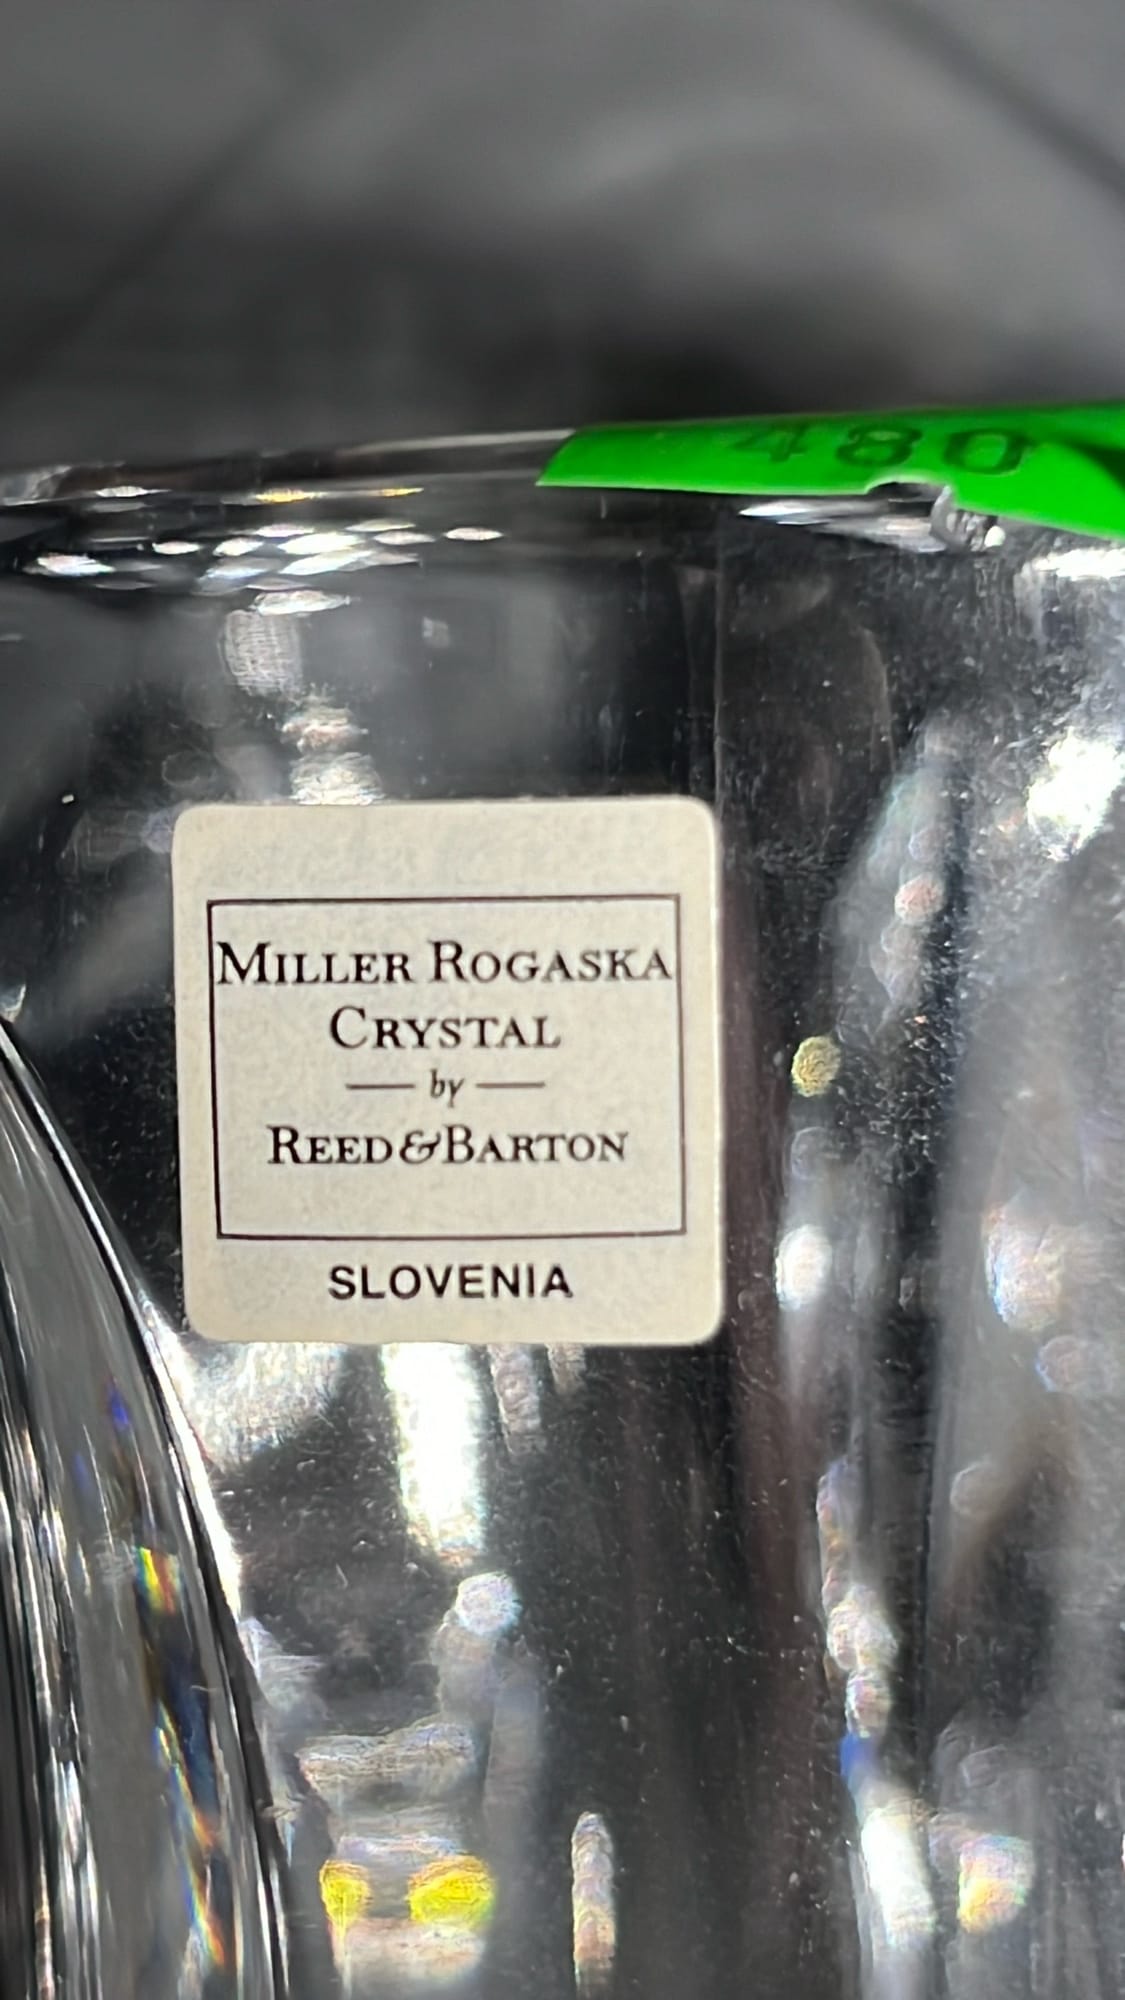 480
MILLER ROGASKA
CRYSTAL
by
REED & BARTON
SLOVENIA